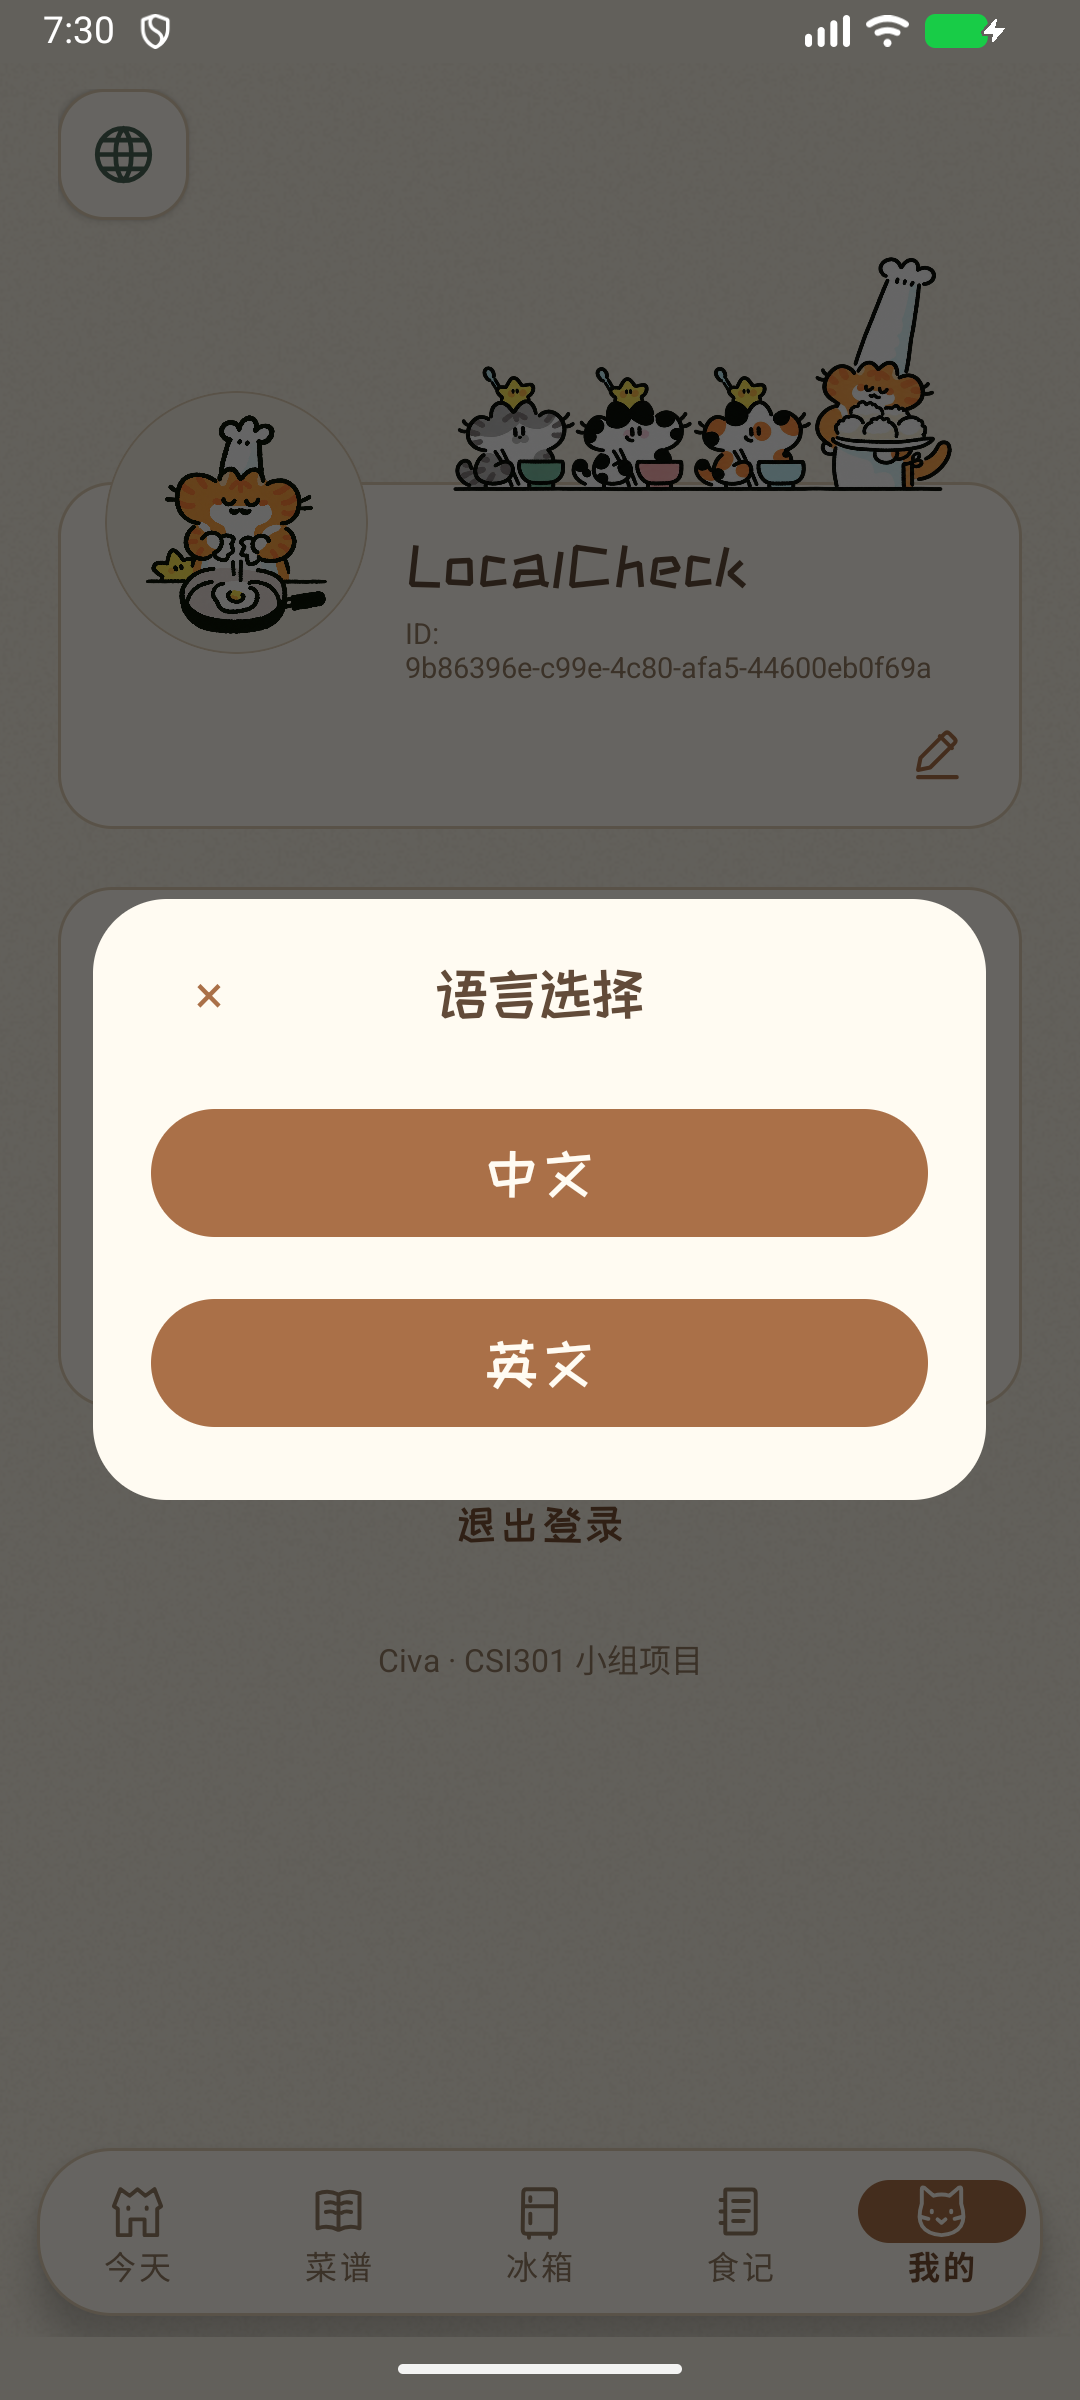 7:30
LocalCheck
ID:
9b86396e-c99e-4c80-afa5-44600eb0f69a
×
语言选择
中文
英文
退出登录
Civa · CSI301 小组项目
今天
菜谱
冰箱
食记
我的